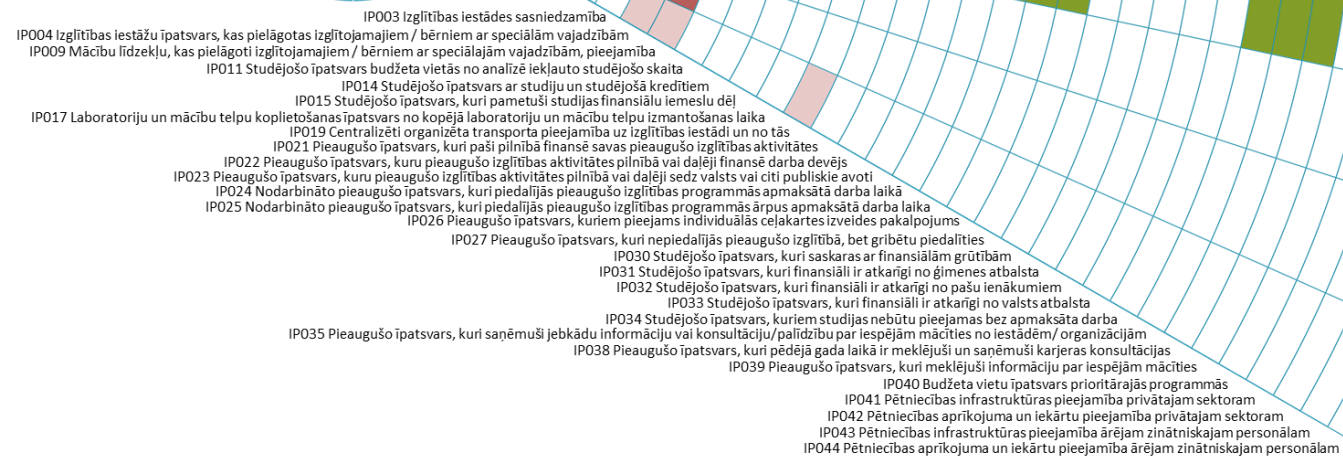 IP003 Izglītības iestādes sasniedzamība
IP004 Izglītības iestāžu īpatsvars, kas pielāgotas izglītojamajiem / bērniem ar speciālām vajadzībām
IP009 Mācību līdzekļu, kas pielāgoti izglītojamajiem / bērniem ar speciālajām vajadzībām, pieejamība
IP011 Studējošo īpatsvars budžeta vietās no analīzē iekļauto studējošo skaita
IP014 Studējošo īpatsvars ar studiju un studējošā kredītiem
IP015 Studējošo īpatsvars, kuri pametuši studijas finansiālu iemeslu dēļ
IP017 Laboratoriju un mācību telpu koplietošanas īpatsvars no kopējā laboratoriju un mācību telpu izmantošanas laika
IP019 Centralizēti organizēta transporta pieejamība uz izglītības iestādi un no tās
IP021 Pieaugušo īpatsvars, kuri paši pilnībā finansē savas pieaugušo izglītības aktivitātes
IP022 Pieaugušo īpatsvars, kuru pieaugušo izglītības aktivitātes pilnībā vai daļēji finansē darba devējs
IP023 Pieaugušo īpatsvars, kuru pieaugušo izglītības aktivitātes pilnībā vai daļēji sedz valsts vai citi publiskie avoti
IP024 Nodarbināto pieaugušo īpatsvars, kuri piedalījās pieaugušo izglītības programmās apmaksātā darba laikā
IP025 Nodarbināto pieaugušo īpatsvars, kuri piedalījās pieaugušo izglītības programmās ārpus apmaksātā darba laika
IP026 Pieaugušo īpatsvars, kuriem pieejams individuālās ceļakartes izveides pakalpojums
IP027 Pieaugušo īpatsvars, kuri nepiedalījās pieaugušo izglītībā, bet gribētu piedalīties
IP030 Studējošo īpatsvars, kuri saskaras ar finansiālām grūtībām
IP031 Studējošo īpatsvars, kuri finansiāli ir atkarīgi no ģimenes atbalsta
IP032 Studējošo īpatsvars, kuri finansiāli ir atkarīgi no pašu ienākumiem
IP033 Studējošo īpatsvars, kuri finansiāli ir atkarīgi no valsts atbalsta
IP034 Studējošo īpatsvars, kuriem studijas nebūtu pieejamas bez apmaksāta darba
IP035 Pieaugušo īpatsvars, kuri saņēmuši jebkādu informāciju vai konsultāciju/palīdzību par iespējām mācīties no iestādēm/ organizācijām
IP038 Pieaugušo īpatsvars, kuri pēdējā gada laikā ir meklējuši un saņēmuši karjeras konsultācijas
IP039 Pieaugušo īpatsvars, kuri meklējuši informāciju par iespējām mācīties
IP040 Budžeta vietu īpatsvars prioritārajās programmās
IP041 Pētniecības infrastruktūras pieejamība privātajam sektoram
IP042 Pētniecības aprīkojuma un iekārtu pieejamība privātajam sektoram
IP043 Pētniecības infrastruktūras pieejamība ārējam zinātniskajam personālam
IP044 Pētniecības aprīkojuma un iekārtu pieejamība ārējam zinātniskajam personālam